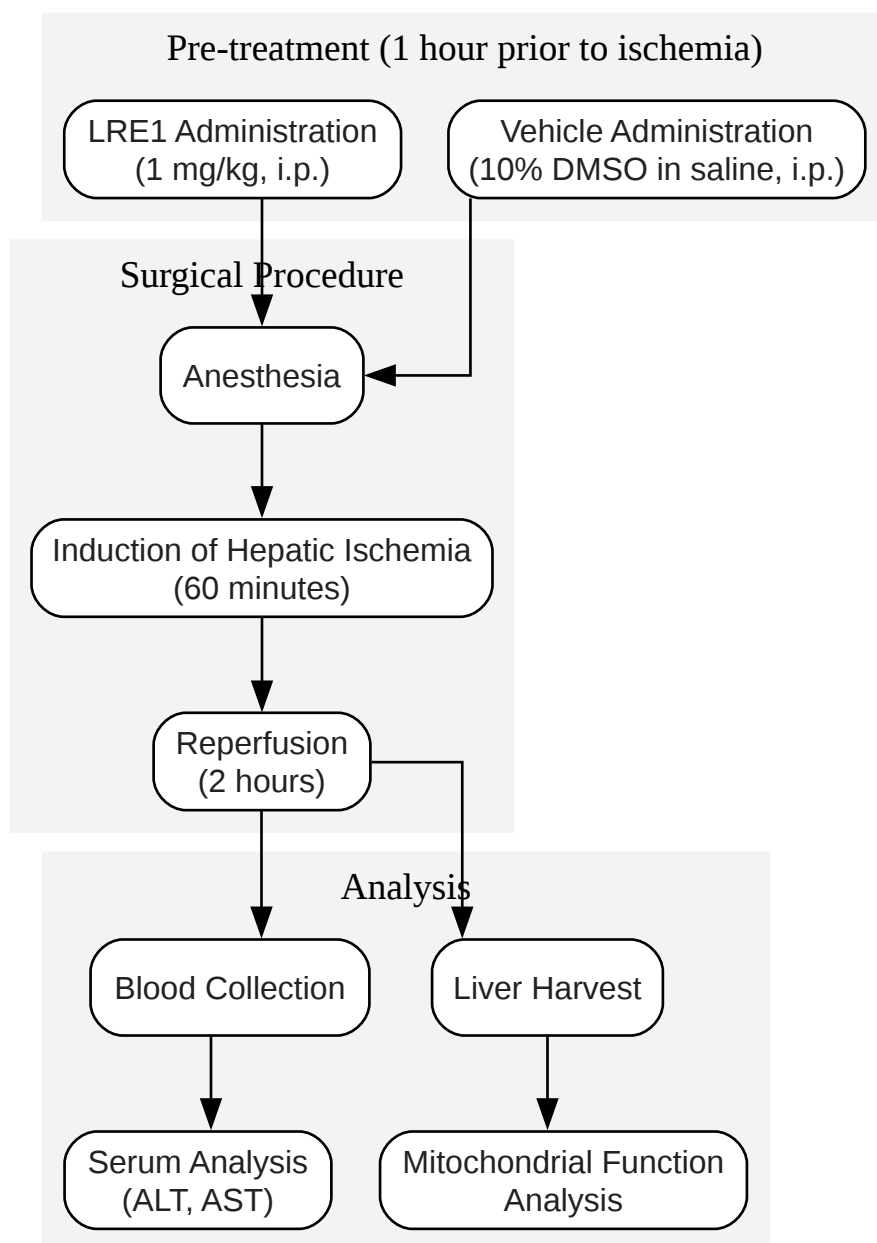 Pre-treatment (1 hour prior to ischemia)
LRE1 Administration
(1 mg/kg, i.p.)
Vehicle Administration
(10% DMSO in saline, i.p.)
Surgical Procedure
Anesthesia
Induction of Hepatic Ischemia
(60 minutes)
Reperfusion
(2 hours)
Analysis
Blood Collection
Liver Harvest
Serum Analysis
(ALT, AST)
Mitochondrial Function
Analysis